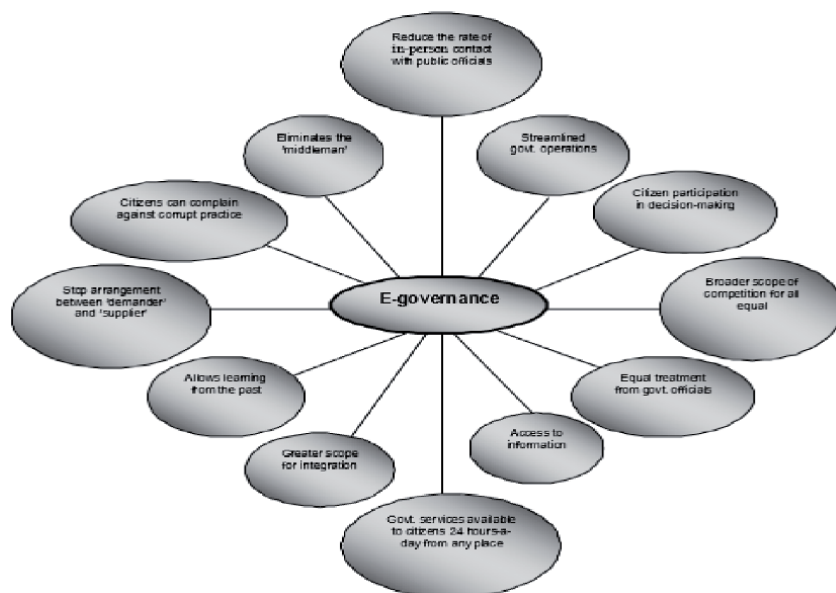 Reduce the rate of
in-person contact
with public officials
Eliminates the
'middleman'
Streamlined
govt. operations
Citizens can complain
against corrupt practice
Citizen participation
in decision-making
Stop arrangement
between 'demander'
and 'supplier'
E-governance
Broader scope of
competition for all
equal
Allows learning
from the past
Equal treatment
from govt. officials
Greater scope
for integration
Access to
information
Govt. services available
to citizens 24 hours-a-
day from any place